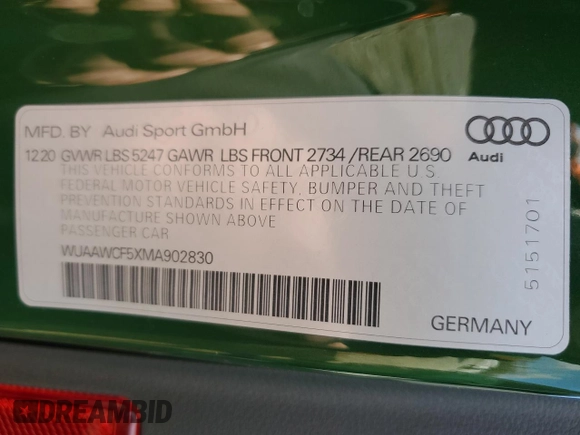 MFD. BY Audi Sport GmbH
1220 GVWR LBS 5247 GAWR LBS FRONT 2734 /REAR 2690
THIS VEHICLE CONFORMS TO ALL APPLICABLE U S
FEDERAL MOTOR VEHICLE SAFETY, BUMPER AND THEFT
PREVENTION STANDARDS IN EFFECT ON THE DATE OF
MANUFACTURE SHOWN ABOVE
PASSENGER CAR
WUAAWCF5XMA902830
Audi
5151701
GERMANY
DREAMBID